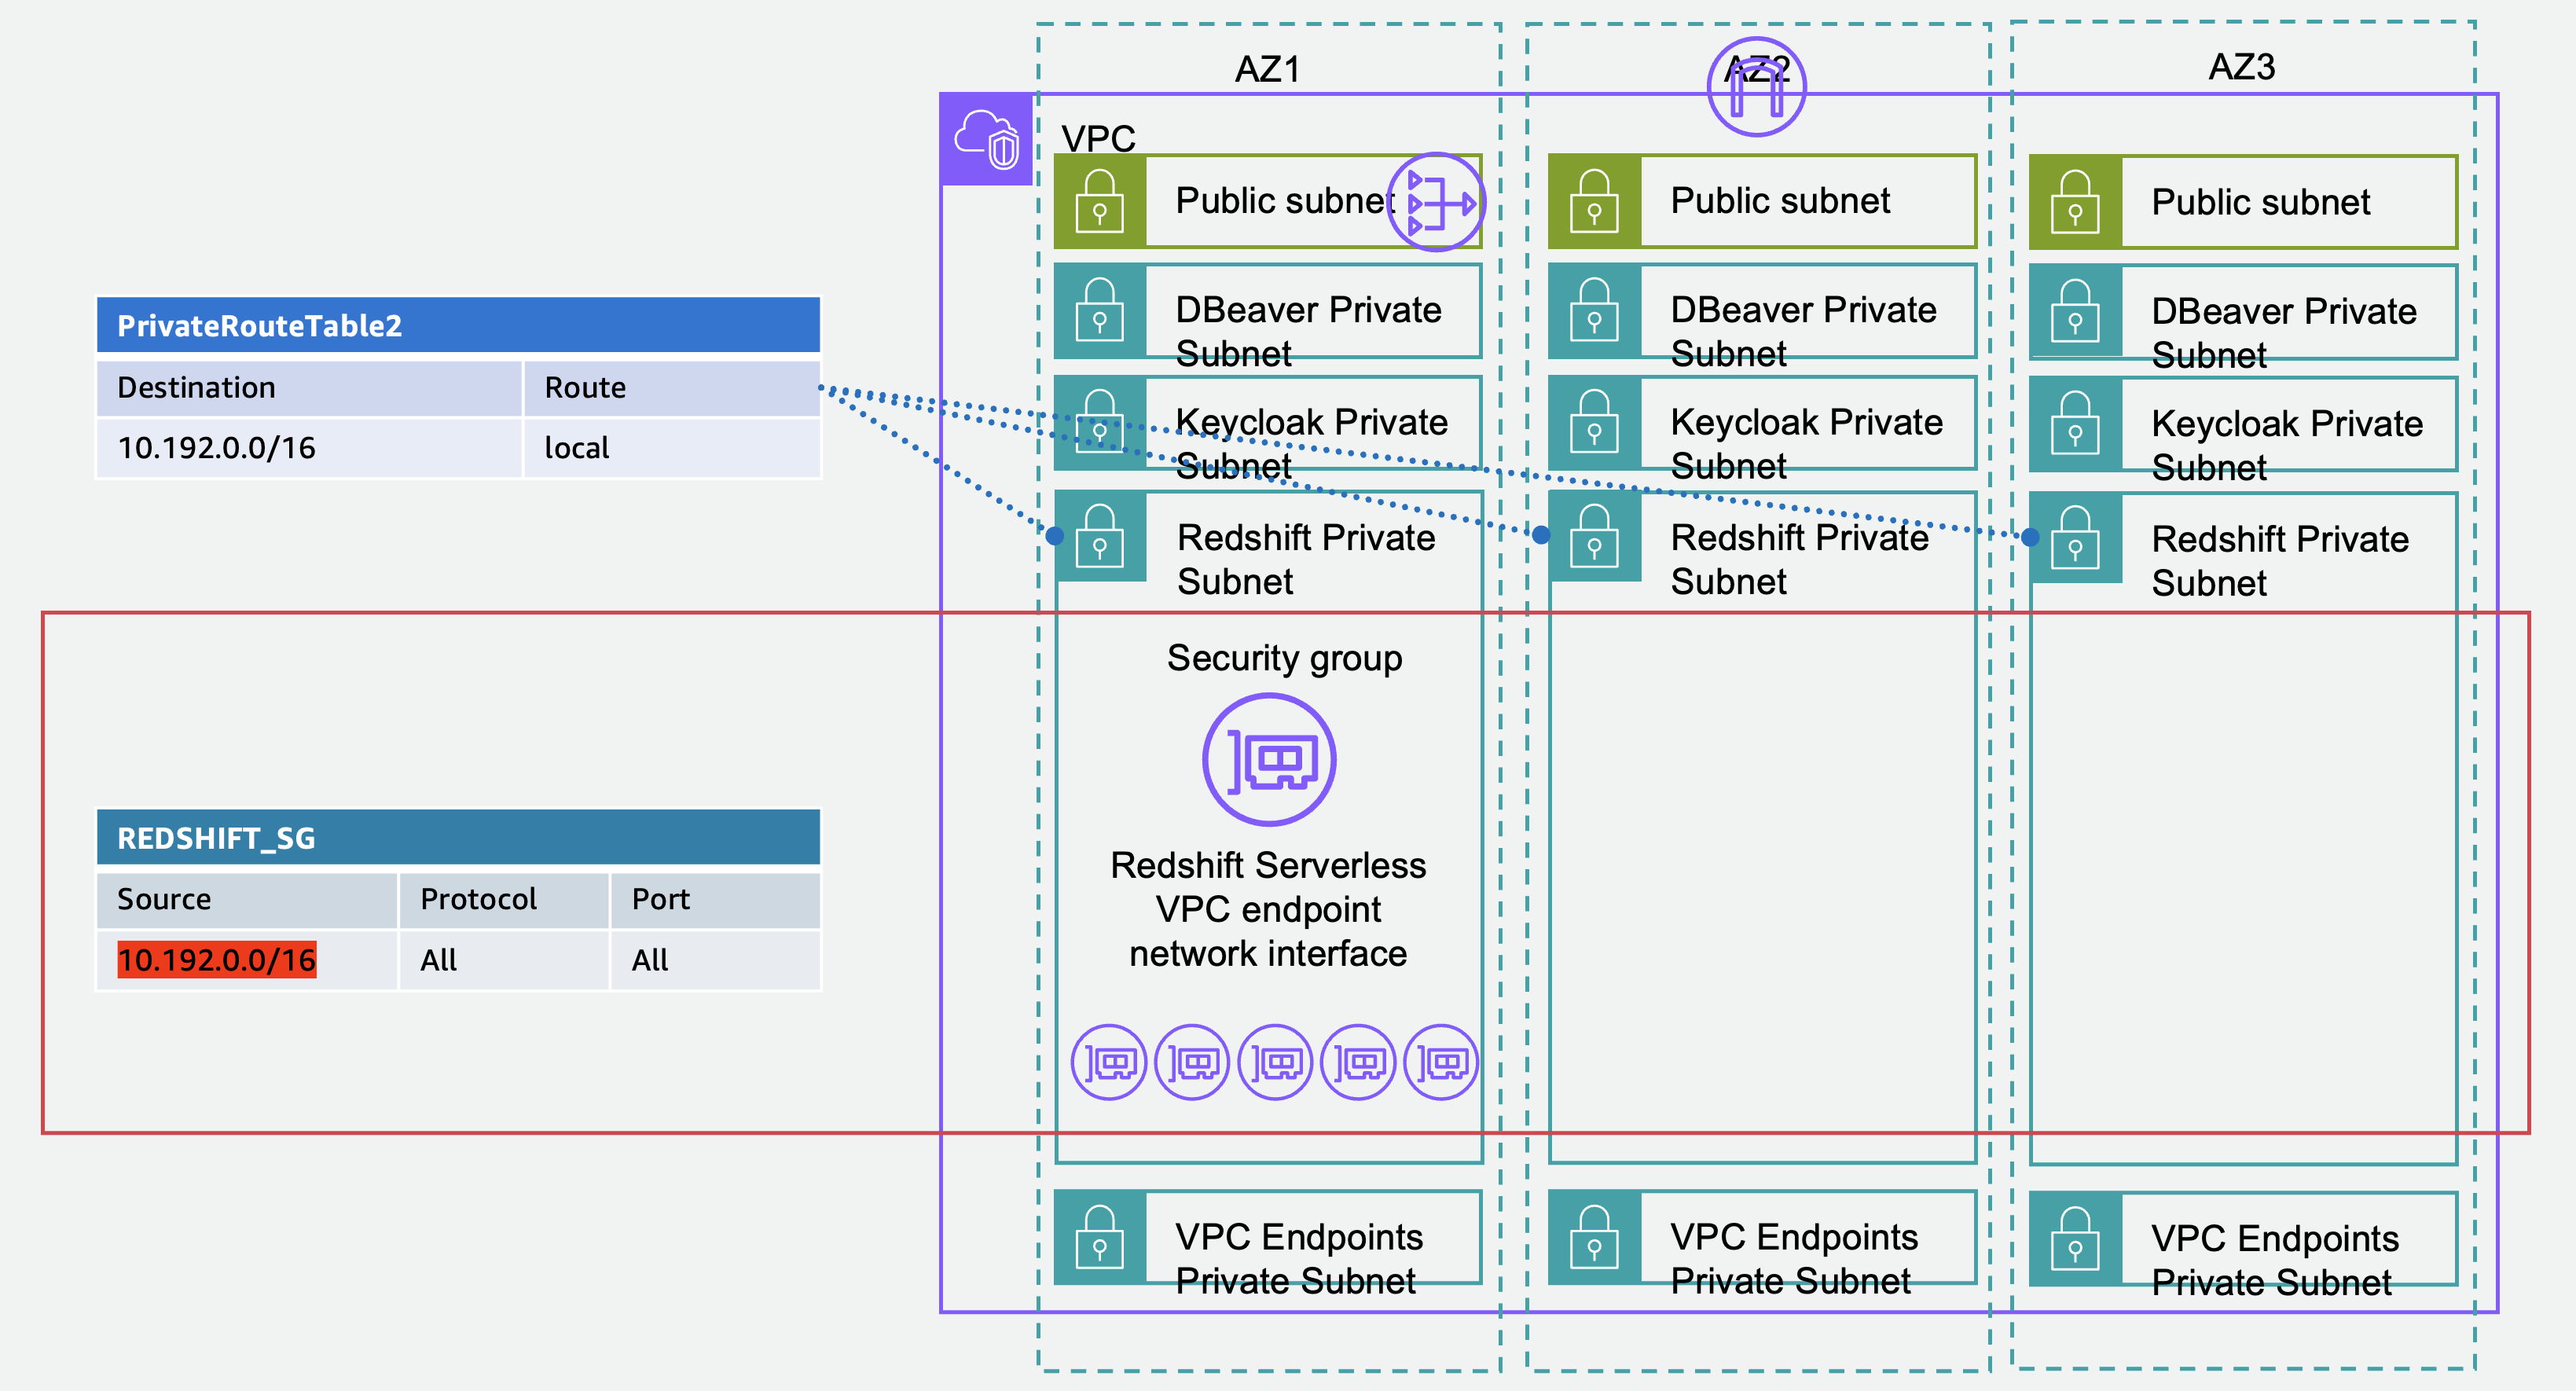 AZ1
AZ2
AZ3
VPC
Public subnet
Public subnet
Public subnet
DBeaver Private
Subnet
DBeaver Private
Subnet
DBeaver Private
Subnet
PrivateRouteTable2
Destination Route
10.192.0.0/16 local
Keycloak Private
Subnet
Keycloak Private
Subnet
Keycloak Private
Subnet
Redshift Private
Subnet
Redshift Private
Subnet
Redshift Private
Subnet
Security group
Redshift Serverless
VPC endpoint
network interface
REDSHIFT_SG
Source Protocol Port
10.192.0.0/16 All All
VPC Endpoints
Private Subnet
VPC Endpoints
Private Subnet
VPC Endpoints
Private Subnet